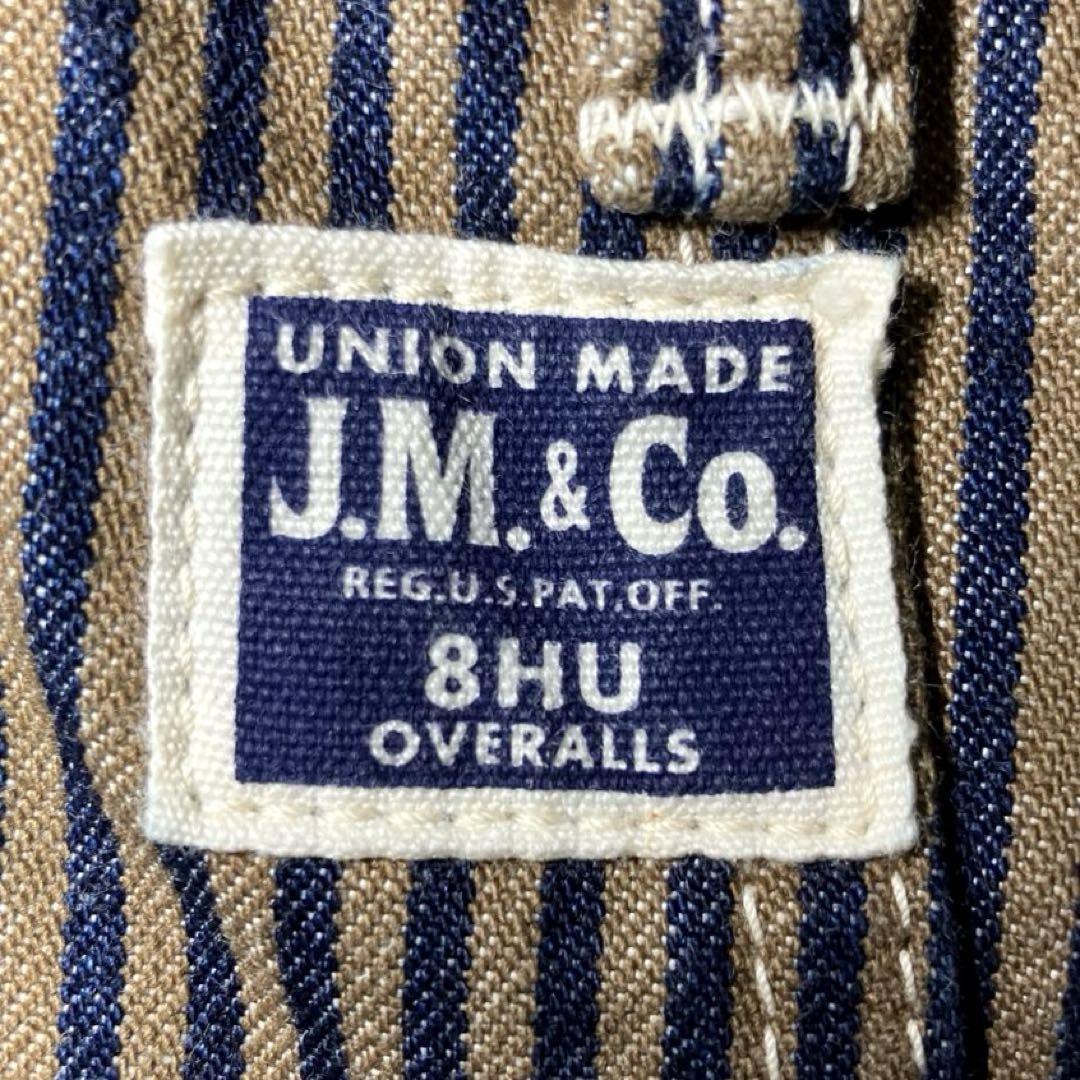 UNION MADE
J.M. & Co.
REG.U.S.PAT.OFF.
8HU
OVERALLS